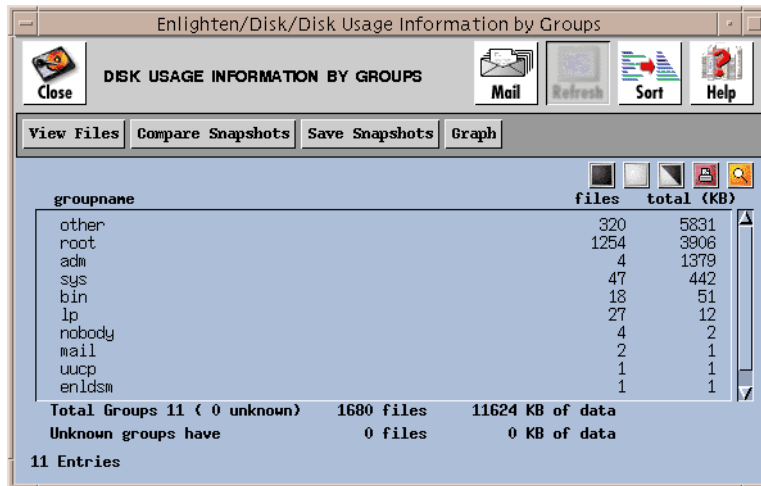 Enlighten/Disk/Disk Usage Information by Groups
Close DISK USAGE INFORMATION BY GROUPS Mail Refresh Sort Help
View Files Compare Snapshots Save Snapshots Graph
groupname files total (KB)
other 320 5831
root 1254 3906
adm 4 1379
sys 47 442
bin 18 51
lp 27 12
nobody 4 2
mail 2 1
uucp 1 1
enldsm 1 1
Total Groups 11 ( 0 unknown) 1680 files 11624 KB of data
Unknown groups have 0 files 0 KB of data
11 Entries